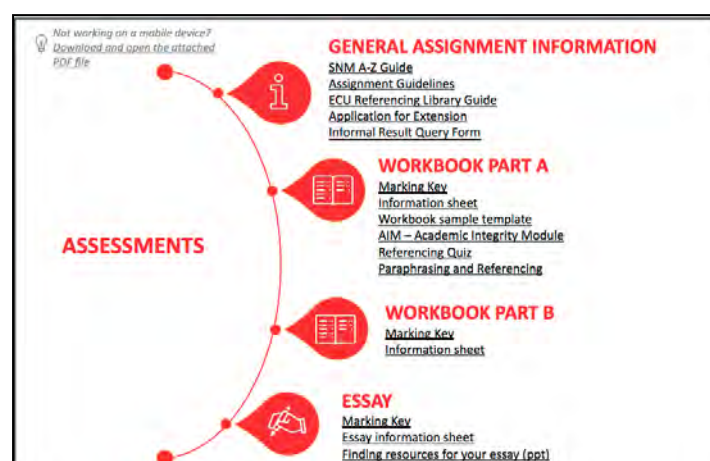 Not working on a mobile device?
Download and open the attached
PDF file
GENERAL ASSIGNMENT INFORMATION
SNM A-Z Guide
Assignment Guidelines
ECU Referencing Library Guide
Application for Extension
Informal Result Query Form
WORKBOOK PART A
Marking Key
Information sheet
Workbook sample template
AIM – Academic Integrity Module
Referencing Quiz
Paraphrasing and Referencing
ASSESSMENTS
WORKBOOK PART B
Marking Key
Information sheet
ESSAY
Marking Key
Essay information sheet
Finding resources for your essay (ppt)